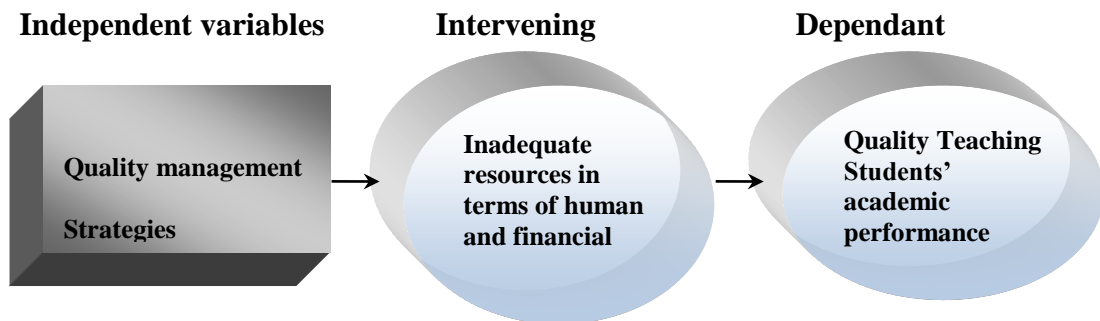 Independent variables
Intervening
Dependant
Quality management
Strategies
Inadequate
resources in
terms of human
and financial
Quality Teaching
Students’
academic
performance